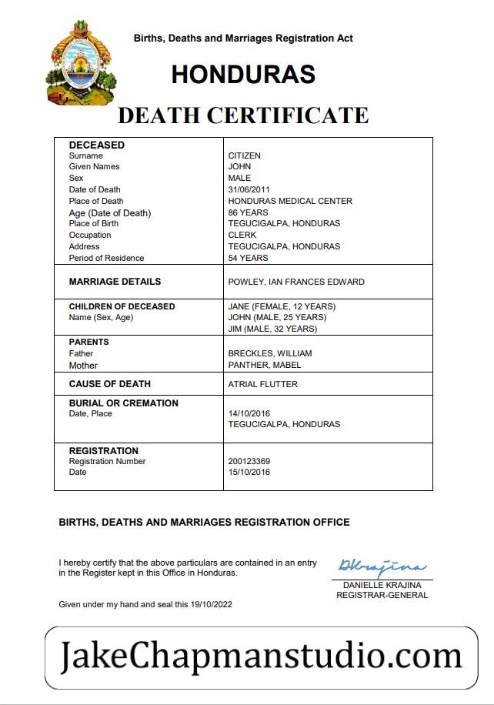 Births, Deaths and Marriages Registration Act
HONDURAS
DEATH CERTIFICATE
DECEASED
Surname CITIZEN
Given Names JOHN
Sex MALE
Date of Death 31/06/2011
Place of Death HONDURAS MEDICAL CENTER
Age (Date of Death) 86 YEARS
Place of Birth TEGUCIGALPA, HONDURAS
Occupation CLERK
Address TEGUCIGALPA, HONDURAS
Period of Residence 54 YEARS
MARRIAGE DETAILS POWLEY, IAN FRANCES EDWARD
CHILDREN OF DECEASED JANE (FEMALE, 12 YEARS)
Name (Sex, Age) JOHN (MALE, 25 YEARS)
JIM (MALE, 32 YEARS)
PARENTS
Father BRECKLES, WILLIAM
Mother PANTHER, MABEL
CAUSE OF DEATH ATRIAL FLUTTER
BURIAL OR CREMATION
Date, Place 14/10/2016
TEGUCIGALPA, HONDURAS
REGISTRATION
Registration Number 200123369
Date 15/10/2016
BIRTHS, DEATHS AND MARRIAGES REGISTRATION OFFICE
I hereby certify that the above particulars are contained in an entry
in the Register kept in this Office in Honduras.
DKrajina
DANIELLE KRAJINA
REGISTRAR-GENERAL
Given under my hand and seal this 19/10/2022
JakeChapmanstudio.com